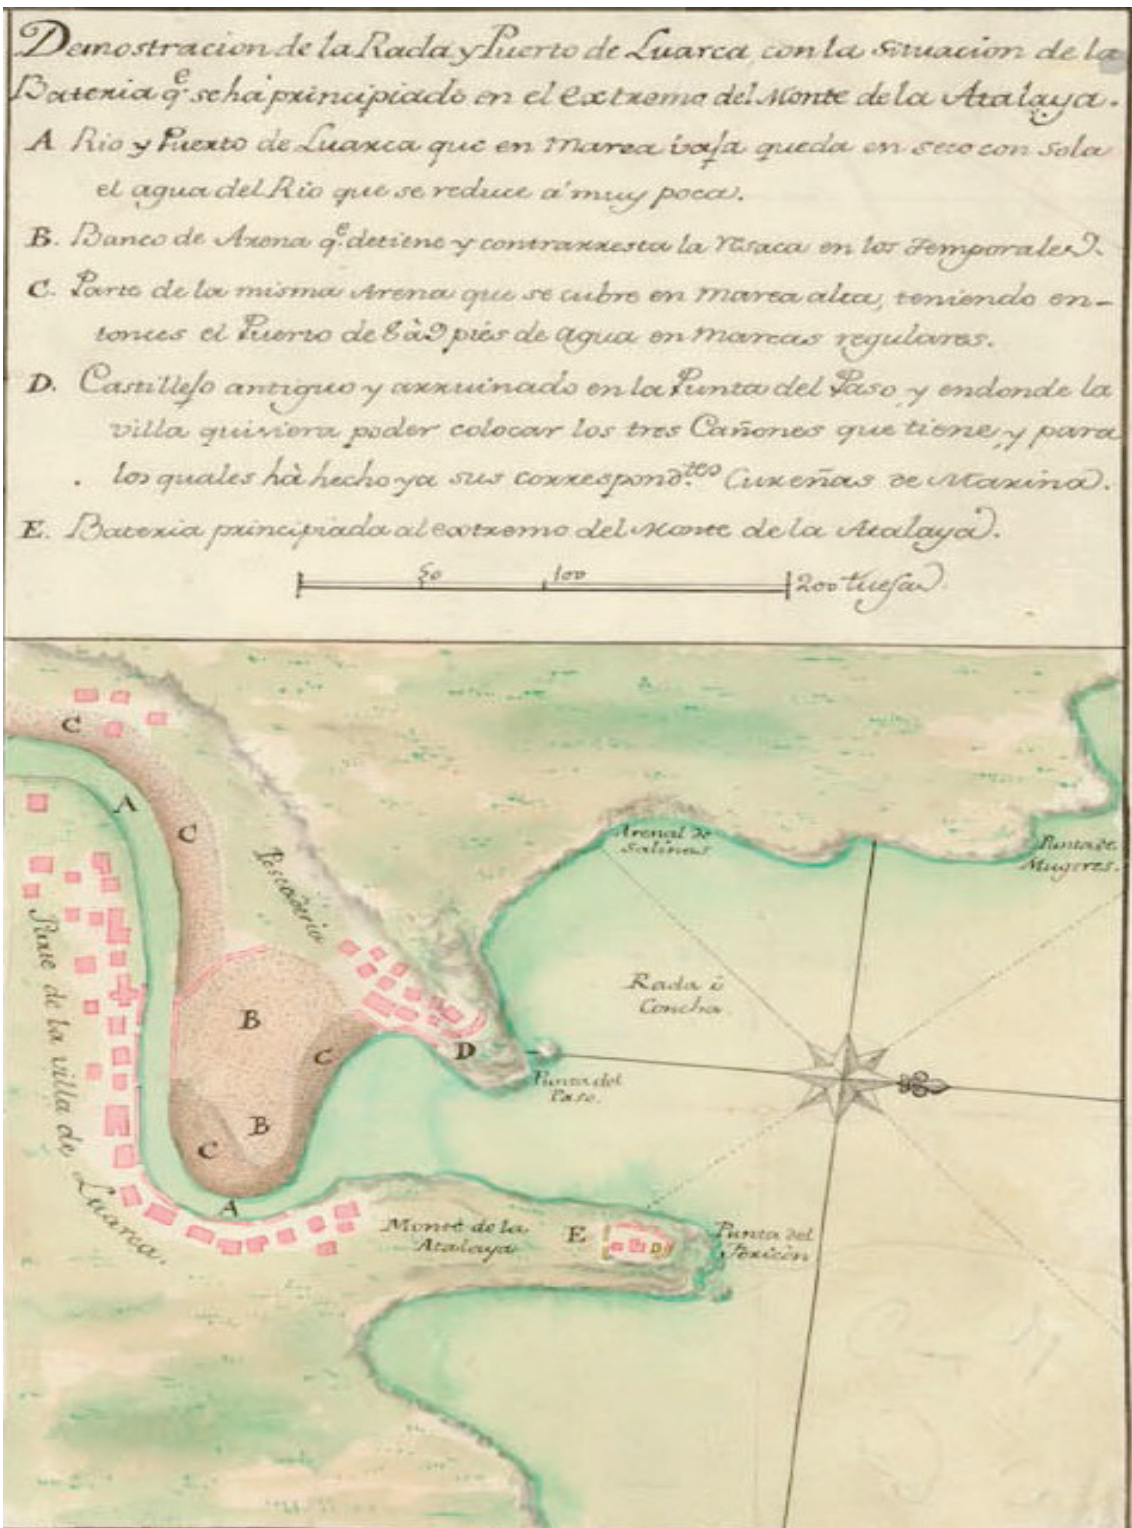 Demostracion de la Rada y Puerto de Luarca con la situacion de la
Bateria q.e se há principiado en el extremo del Monte de la Atalaya.
A Rio y Puerto de Luarca que en marea baja queda en seco con sola
el agua del Rio que se reduce á muy poca.
B. Banco de Arena q.e detiene y contrarresta la resaca en los temporales.
C. Parte de la misma Arena que se cubre en marea alta, teniendo en-
tonces el Puerto de 8 à 9 piés de agua en mareas regulares.
D. Castillejo antiguo y arruinado en la Punta del Paso, y endonde la
villa quisiera poder colocar los tres Cañones que tiene, y para
los quales hà hecho ya sus correspond.tes Cureñas de Marina.
E. Bateria principiada al extremo del Monte de la Atalaya.
50 100 200 tuesas.
C
A
C
Arenal de
Salinas
Punta de
Mugeres.
Pescaderia
Parte de la villa de Luarca.
Rada ó
Concha.
B
C
D
Punta del
Paso.
B
C
A
Monte de la
Atalaya
E
Punta del